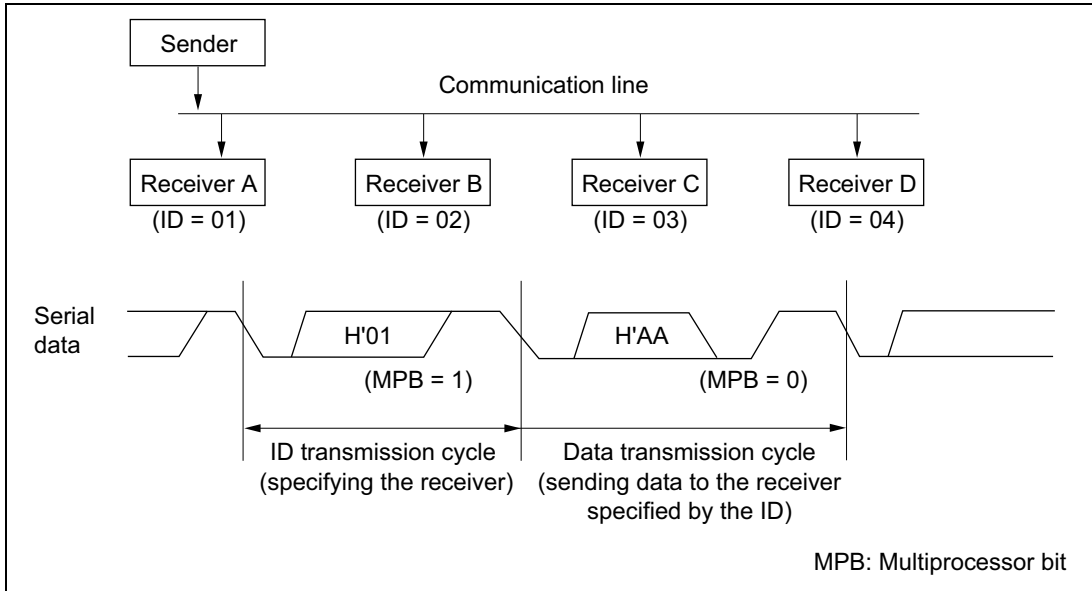 Sender
Communication line
Receiver A
Receiver B
Receiver C
Receiver D
(ID = 01)
(ID = 02)
(ID = 03)
(ID = 04)
Serial
data
H'01
H'AA
(MPB = 1)
(MPB = 0)
ID transmission cycle
(specifying the receiver)
Data transmission cycle
(sending data to the receiver
specified by the ID)
MPB: Multiprocessor bit